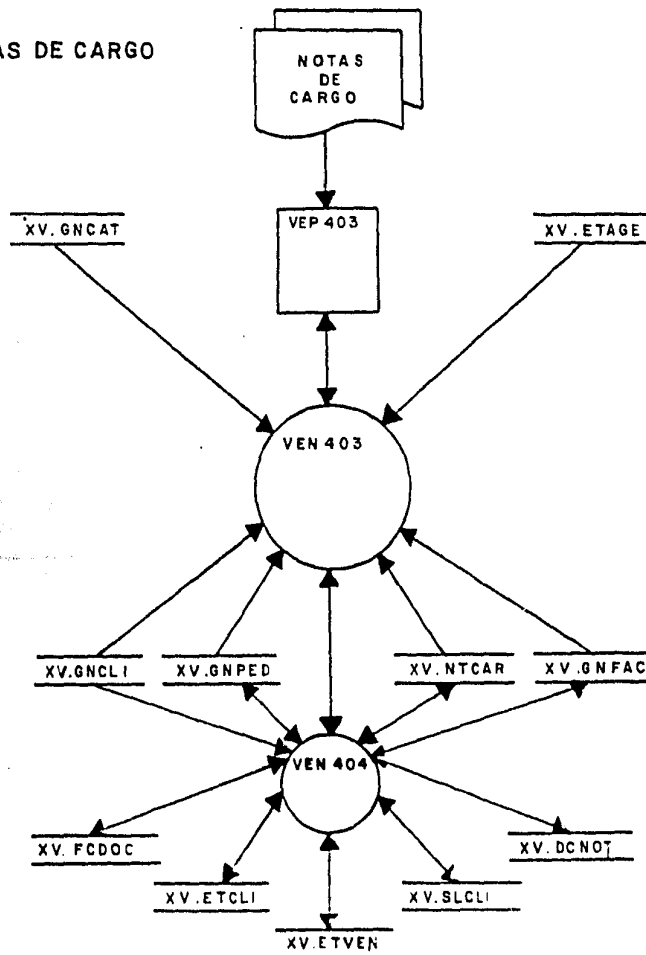 AS DE CARGO
NOTAS
DE
CARGO
VEP 403
XV.GNCAT
XV.ETAGE
VEN 403
XV.GNCLI
XV.GNPED
XV.NTCAR
XV.GNFAC
VEN 404
XV.FCDOC
XV.DCNOT
XV.ETCLI
XV.SLCLI
XV.ETVEN